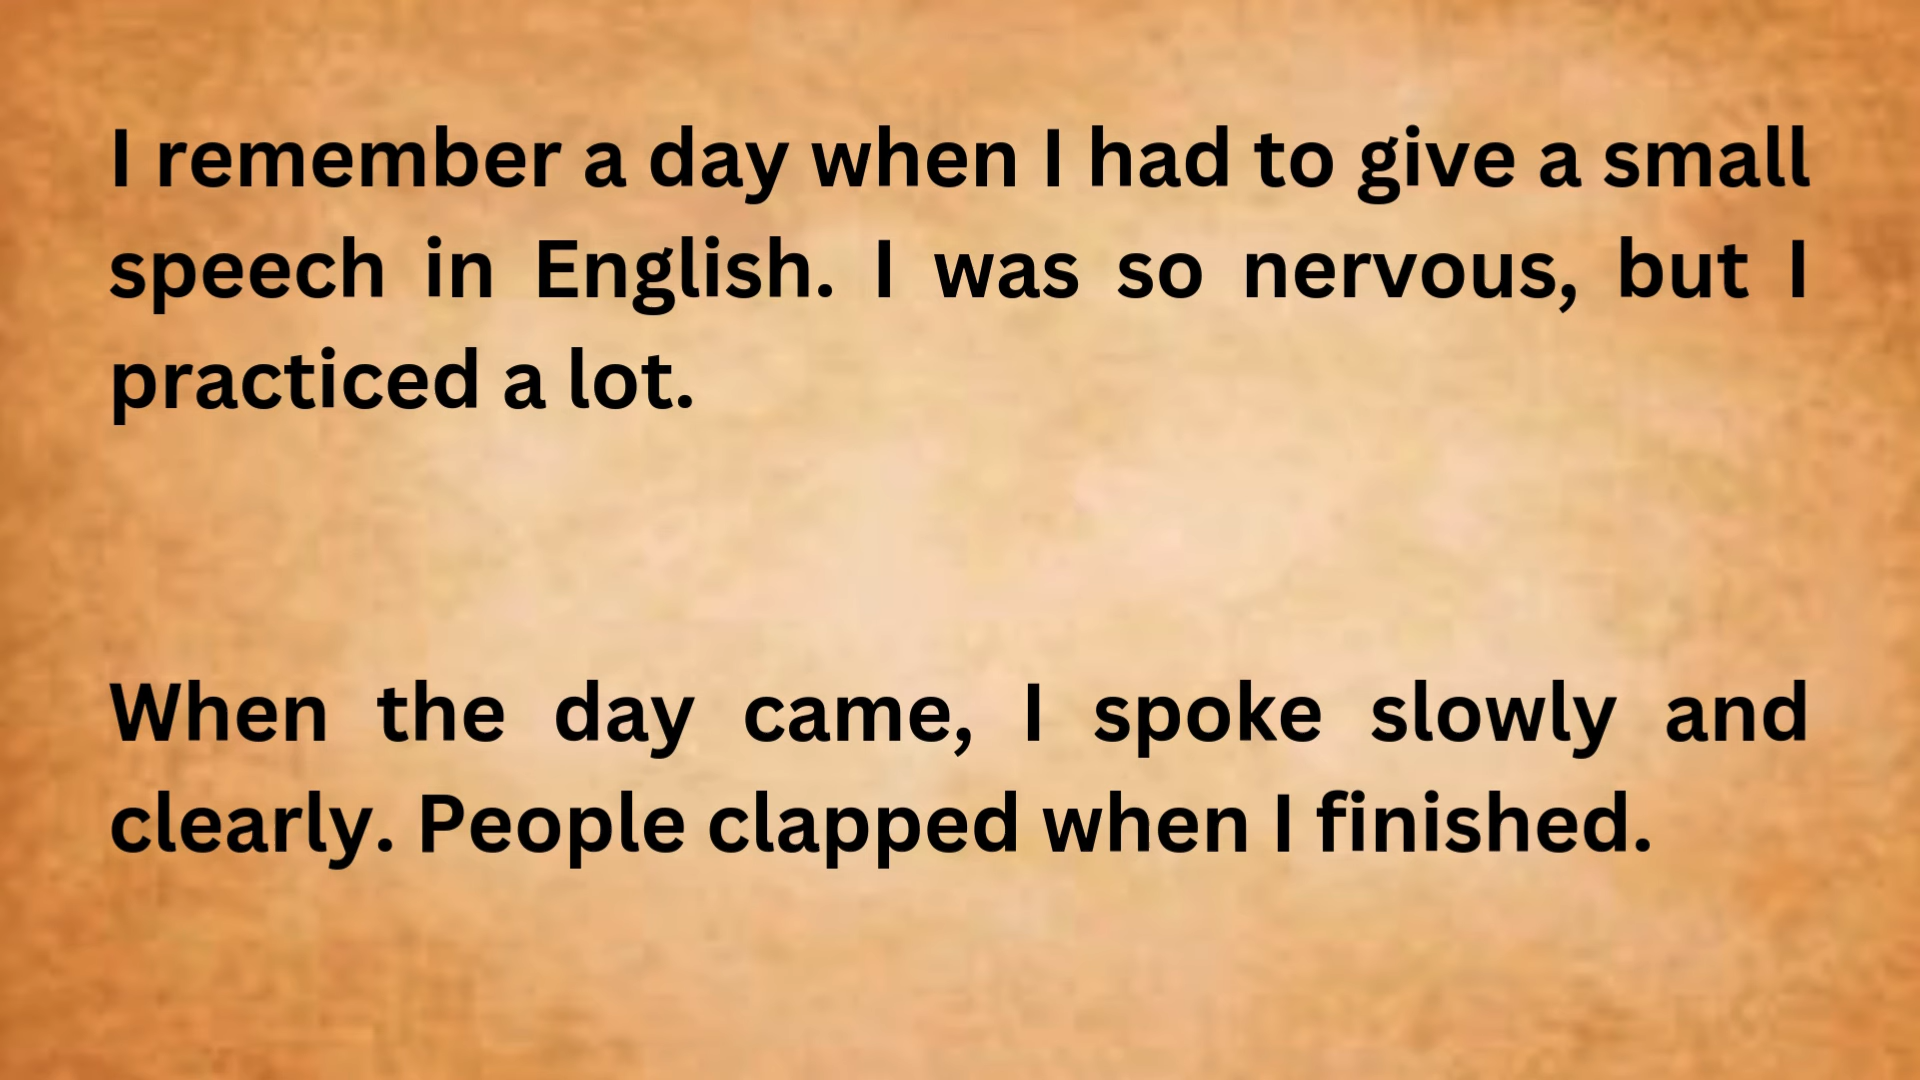 I remember a day when I had to give a small
speech in English. I was so nervous, but I
practiced a lot.
When the day came, I spoke slowly and
clearly. People clapped when I finished.